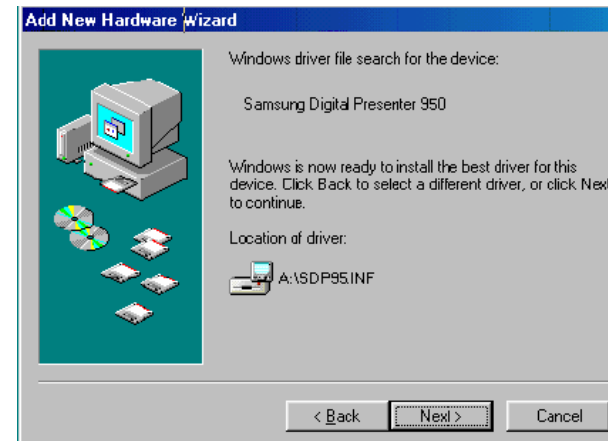 Add New Hardware Wizard
Windows driver file search for the device:
Samsung Digital Presenter 950
Windows is now ready to install the best driver for this
device. Click Back to select a different driver, or click Next
to continue.
Location of driver:
A:\SDP95.INF
< Back
Next >
Cancel